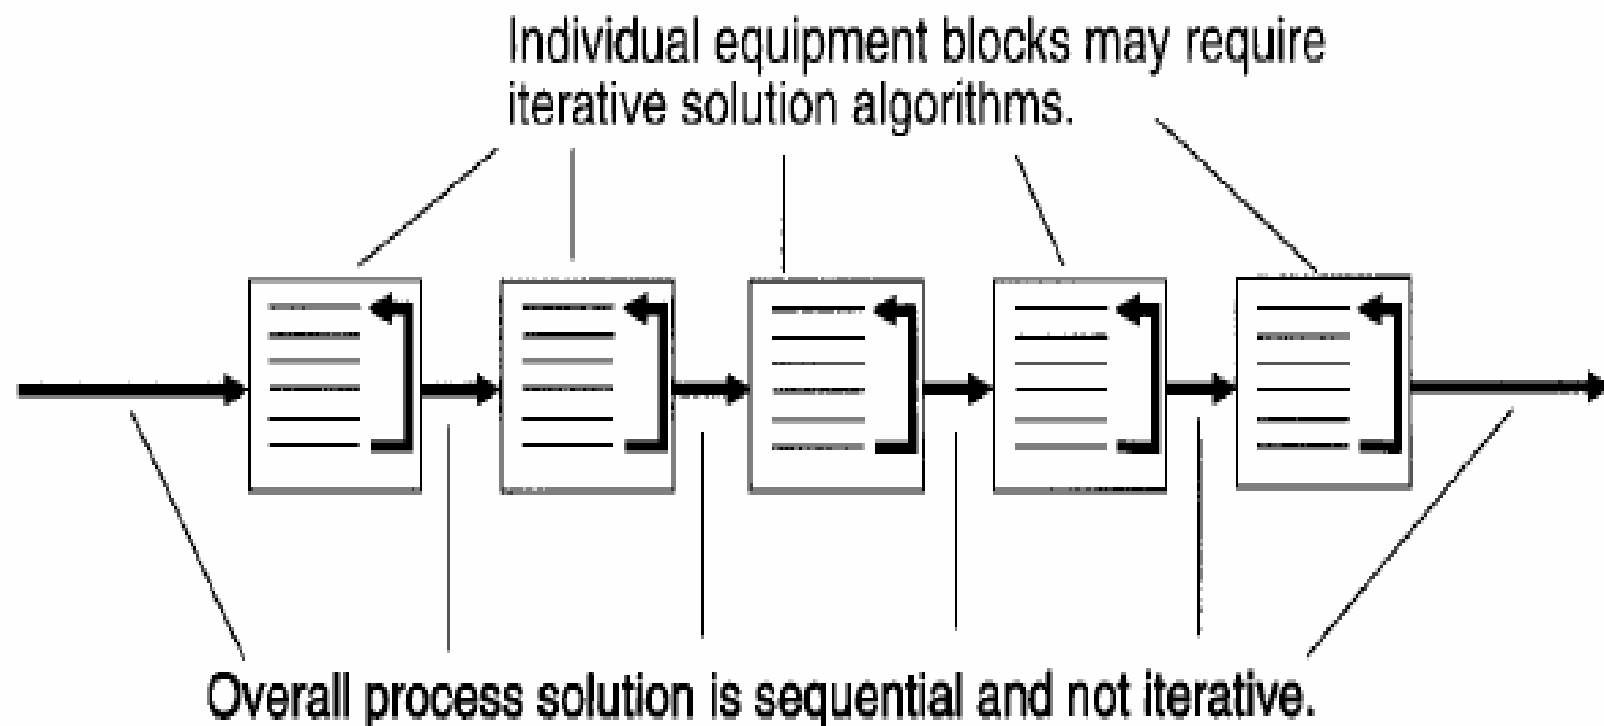 Individual equipment blocks may require
iterative solution algorithms.
Overall process solution is sequential and not iterative.